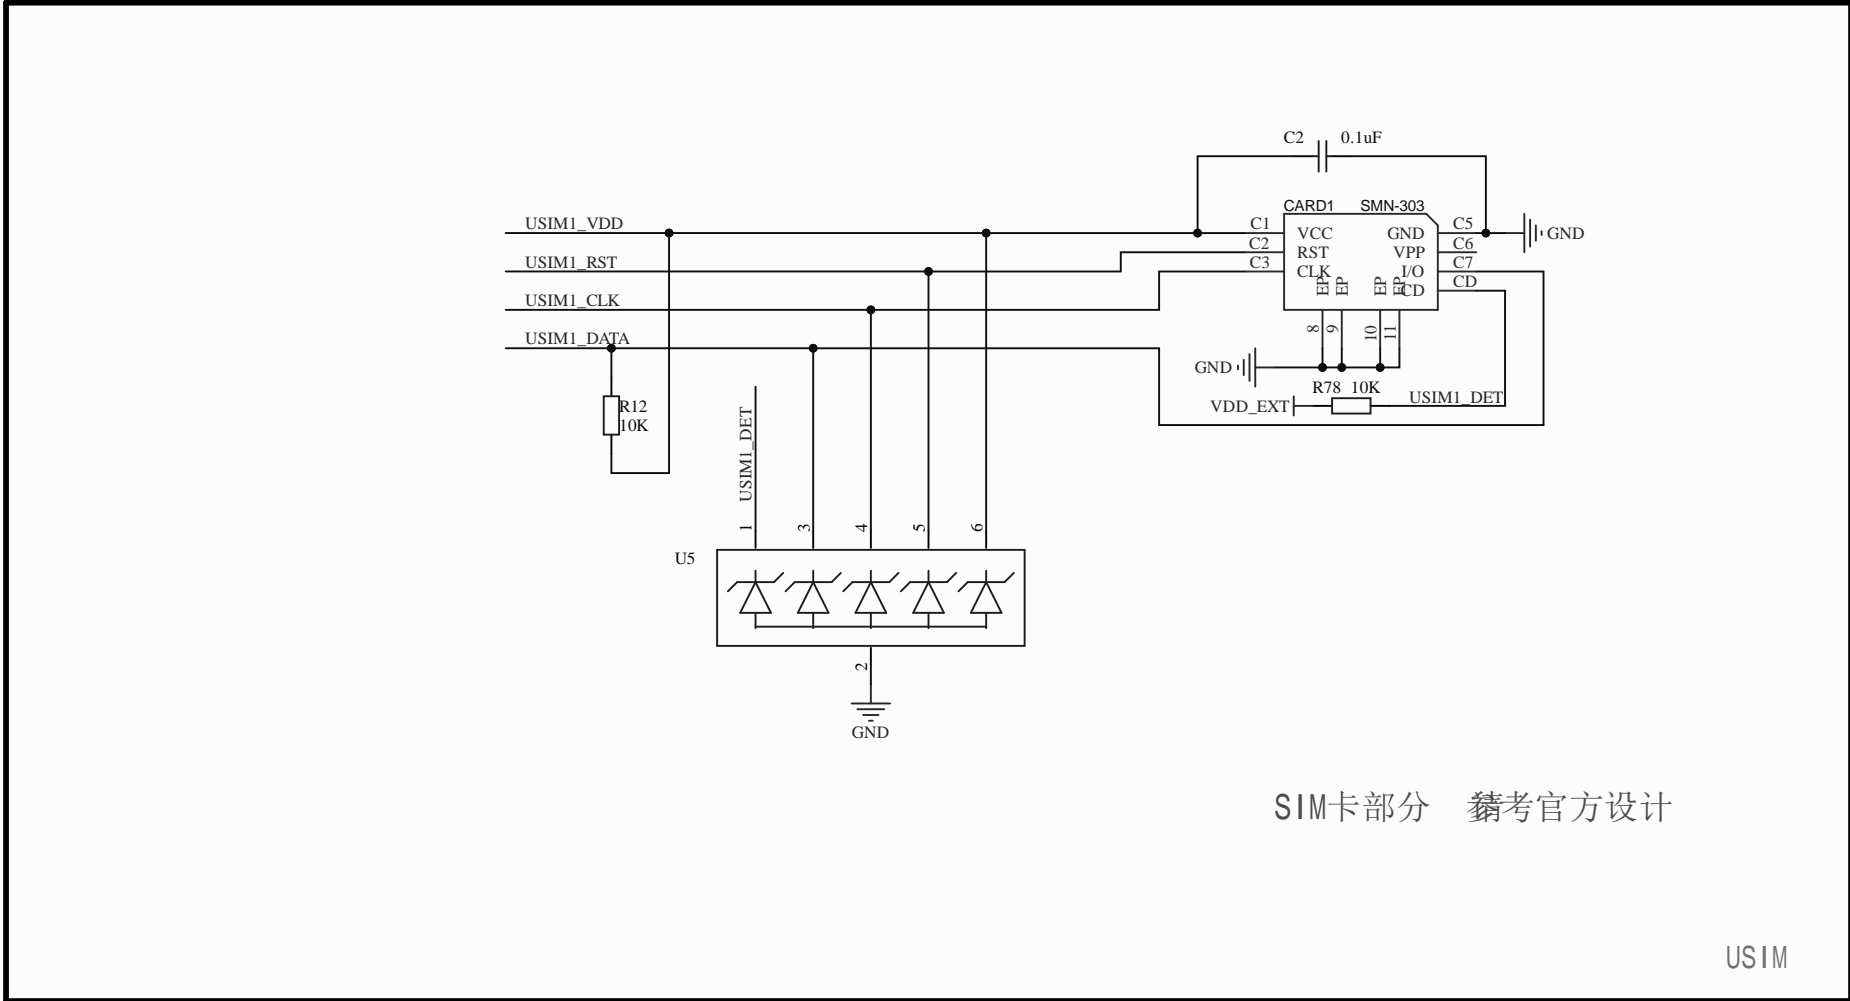 C2 0.1uF
CARD1 SMN-303
USIM1_VDD
C1 VCC GND C5 GND
C2 RST VPP C6
USIM1_RST
C3 CLK I/O C7
EP EP EP EP CD CD
USIM1_CLK
8 9 10 11
USIM1_DATA
GND
R78 10K
VDD_EXT USIM1_DET
R12
10K
USIM1_DET
1 3 4 5 6
U5
2
GND
SIM卡部分 考官方设计
USIM